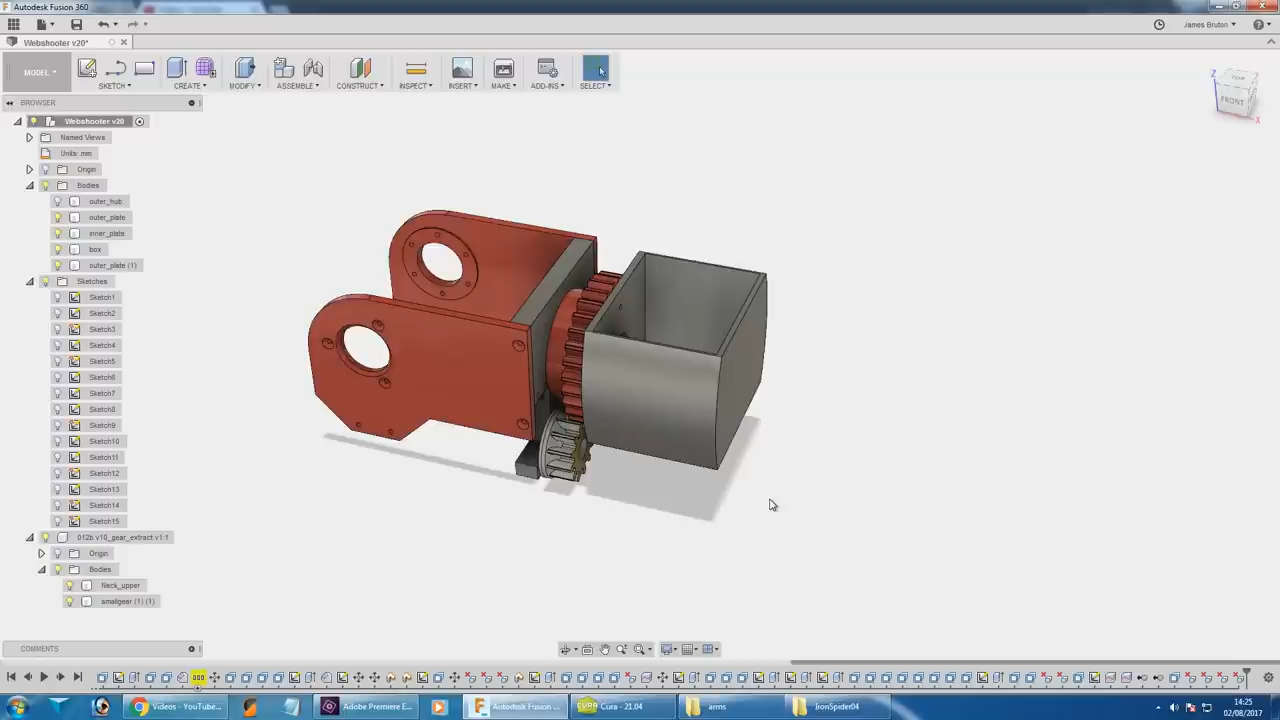 Autodesk Fusion 360
James Bruton
Webshooter v20*
MODEL
SKETCH
CREATE
MODIFY
ASSEMBLE
CONSTRUCT
INSPECT
INSERT
MAKE
ADD-INS
SELECT
BROWSER
Z
FRONT
X
Webshooter v20
Named Views
Units: mm
Origin
Bodies
outer_hub
outer_plate
inner_plate
box
outer_plate (1)
Sketches
Sketch1
Sketch2
Sketch3
Sketch4
Sketch5
Sketch6
Sketch7
Sketch8
Sketch9
Sketch10
Sketch11
Sketch12
Sketch13
Sketch14
Sketch15
012b v10_gear_extract v1:1
Origin
Bodies
Neck_upper
smallgear (1) (1)
COMMENTS
Videos - YouTube...
Adobe Premiere E...
Autodesk Fusion ...
CURA
Cura - 21.04
arms
IronSpider04
14:25
02/08/2017